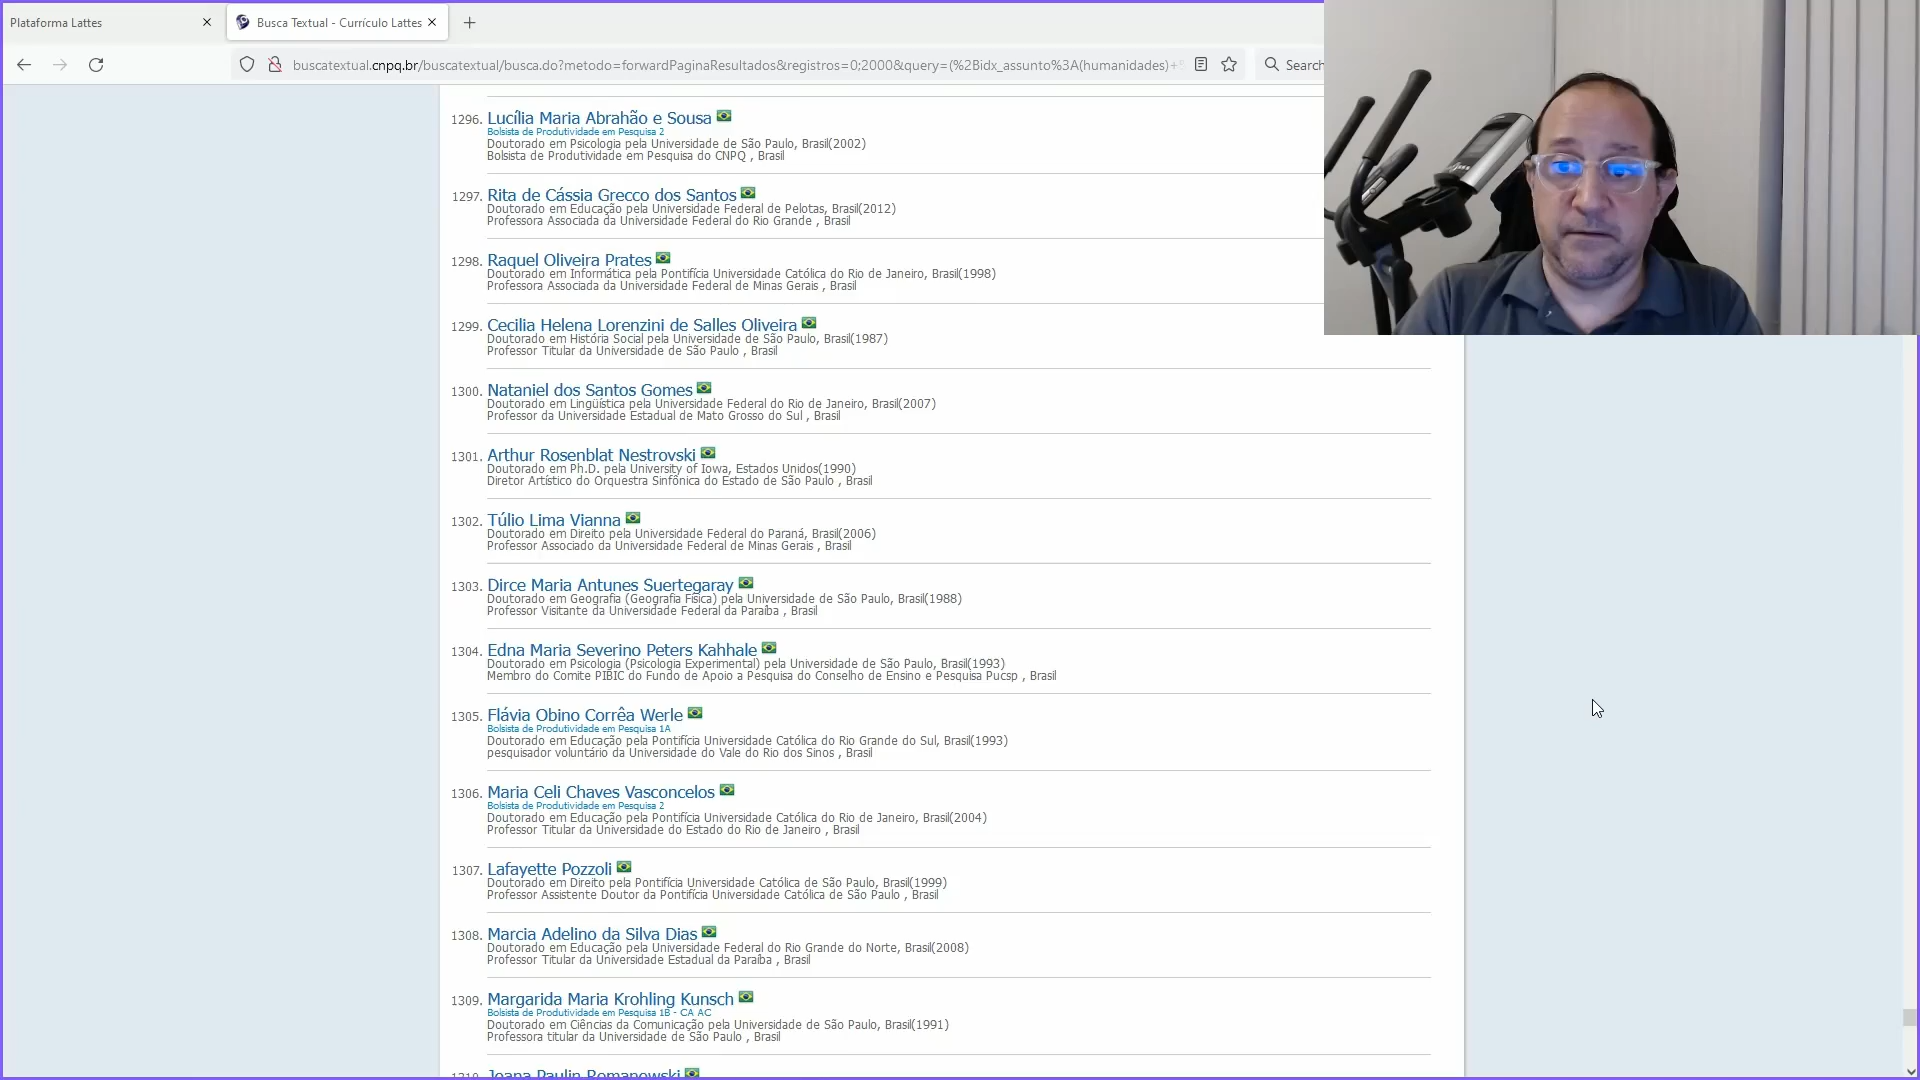 Plataforma Lattes
Busca Textual - Currículo Lattes
buscatextual.cnpq.br/buscatextual/busca.do?metodo=forwardPaginaResultados&registros=0;2000&query=(%2Bidx_assunto%3A(humanidades)+
Search
1296. Lucília Maria Abrahão e Sousa
Bolsista de Produtividade em Pesquisa 2
Doutorado em Psicologia pela Universidade de São Paulo, Brasil(2002)
Bolsista de Produtividade em Pesquisa do CNPQ , Brasil
1297. Rita de Cássia Grecco dos Santos
Doutorado em Educação pela Universidade Federal de Pelotas, Brasil(2012)
Professora Associada da Universidade Federal do Rio Grande , Brasil
1298. Raquel Oliveira Prates
Doutorado em Informática pela Pontifícia Universidade Católica do Rio de Janeiro, Brasil(1998)
Professora Associada da Universidade Federal de Minas Gerais , Brasil
1299. Cecilia Helena Lorenzini de Salles Oliveira
Doutorado em História Social pela Universidade de São Paulo, Brasil(1987)
Professor Titular da Universidade de São Paulo , Brasil
1300. Nataniel dos Santos Gomes
Doutorado em Lingüística pela Universidade Federal do Rio de Janeiro, Brasil(2007)
Professor da Universidade Estadual de Mato Grosso do Sul , Brasil
1301. Arthur Rosenblat Nestrovski
Doutorado em Ph.D. pela University of Iowa, Estados Unidos(1990)
Diretor Artístico do Orquestra Sinfônica do Estado de São Paulo , Brasil
1302. Túlio Lima Vianna
Doutorado em Direito pela Universidade Federal do Paraná, Brasil(2006)
Professor Associado da Universidade Federal de Minas Gerais , Brasil
1303. Dirce Maria Antunes Suertegaray
Doutorado em Geografia (Geografia Física) pela Universidade de São Paulo, Brasil(1988)
Professor Visitante da Universidade Federal da Paraíba , Brasil
1304. Edna Maria Severino Peters Kahhale
Doutorado em Psicologia (Psicologia Experimental) pela Universidade de São Paulo, Brasil(1993)
Membro do Comite PIBIC do Fundo de Apoio a Pesquisa do Conselho de Ensino e Pesquisa Pucsp , Brasil
1305. Flávia Obino Corrêa Werle
Bolsista de Produtividade em Pesquisa 1A
Doutorado em Educação pela Pontifícia Universidade Católica do Rio Grande do Sul, Brasil(1993)
pesquisador voluntário da Universidade do Vale do Rio dos Sinos , Brasil
1306. Maria Celi Chaves Vasconcelos
Bolsista de Produtividade em Pesquisa 2
Doutorado em Educação pela Pontifícia Universidade Católica do Rio de Janeiro, Brasil(2004)
Professor Titular da Universidade do Estado do Rio de Janeiro , Brasil
1307. Lafayette Pozzoli
Doutorado em Direito pela Pontifícia Universidade Católica de São Paulo, Brasil(1999)
Professor Assistente Doutor da Pontifícia Universidade Católica de São Paulo , Brasil
1308. Marcia Adelino da Silva Dias
Doutorado em Educação pela Universidade Federal do Rio Grande do Norte, Brasil(2008)
Professor Titular da Universidade Estadual da Paraíba , Brasil
1309. Margarida Maria Krohling Kunsch
Bolsista de Produtividade em Pesquisa 1B - CA AC
Doutorado em Ciências da Comunicação pela Universidade de São Paulo, Brasil(1991)
Professora titular da Universidade de São Paulo , Brasil
1310. Joana Paulin Romanowski